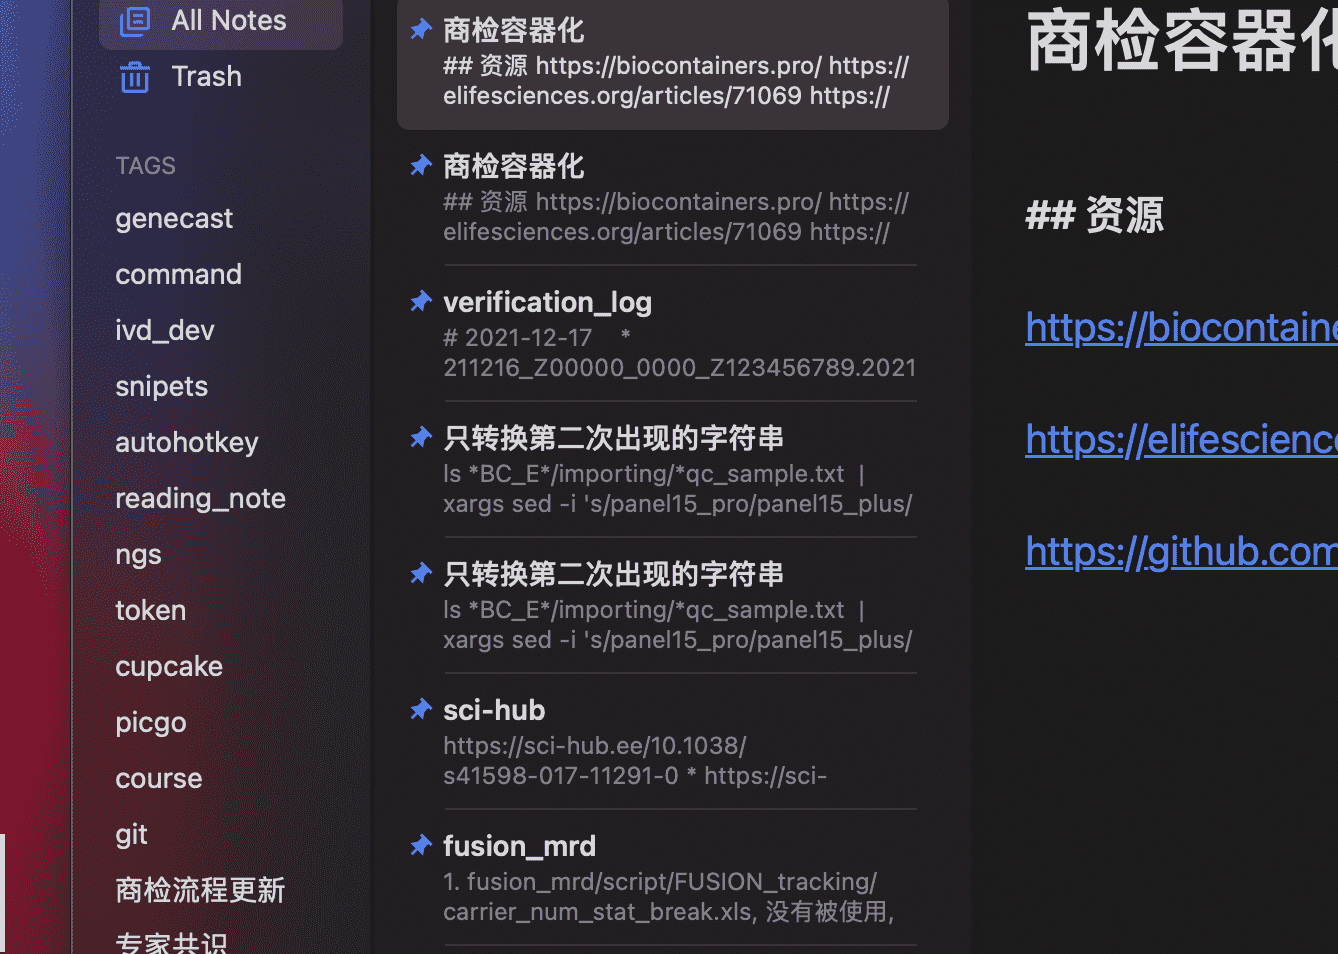 All Notes
Trash
TAGS
genecast
command
ivd_dev
snipets
autohotkey
reading_note
ngs
token
cupcake
picgo
course
git
商检流程更新
专家共识
商检容器化
## 资源 https://biocontainers.pro/ https://
elifesciences.org/articles/71069 https://
商检容器化
## 资源 https://biocontainers.pro/ https://
elifesciences.org/articles/71069 https://
verification_log
# 2021-12-17 *
211216_Z00000_0000_Z123456789.2021
只转换第二次出现的字符串
ls *BC_E*/importing/*qc_sample.txt |
xargs sed -i 's/panel15_pro/panel15_plus/
只转换第二次出现的字符串
ls *BC_E*/importing/*qc_sample.txt |
xargs sed -i 's/panel15_pro/panel15_plus/
sci-hub
https://sci-hub.ee/10.1038/
s41598-017-11291-0 * https://sci-
fusion_mrd
1. fusion_mrd/script/FUSION_tracking/
carrier_num_stat_break.xls, 没有被使用,
商检容器化
## 资源
https://biocontaine
https://elifescience
https://github.com